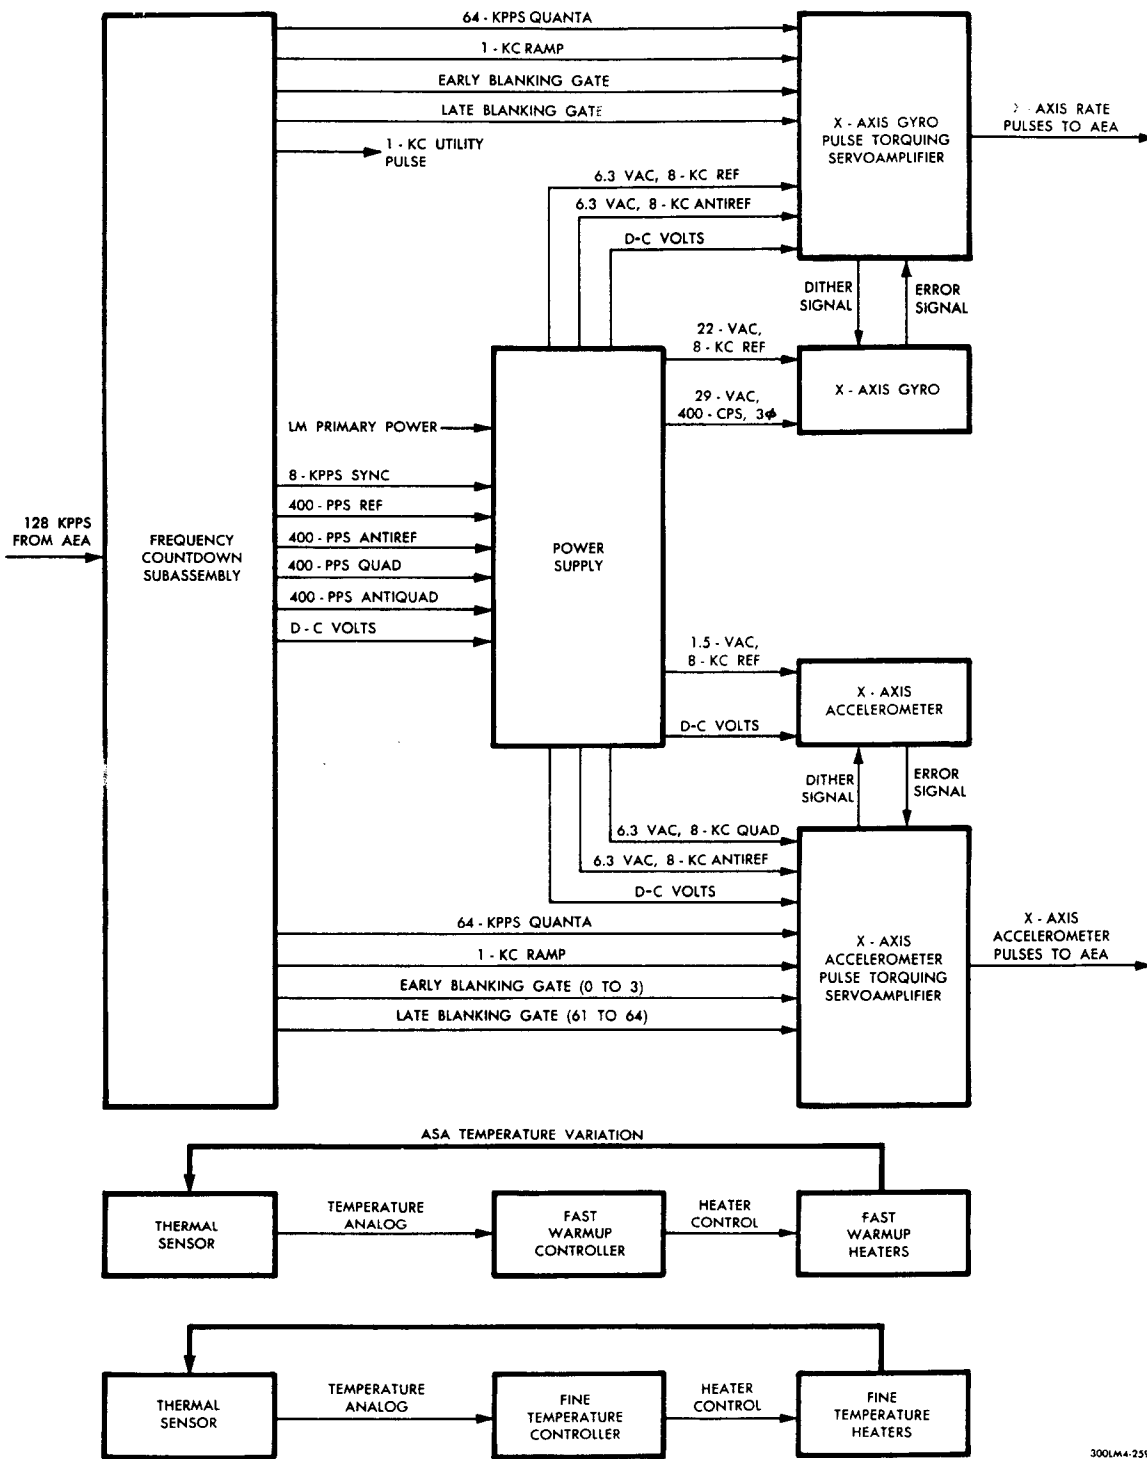 64 - KPPS QUANTA
1 - KC RAMP
EARLY BLANKING GATE
LATE BLANKING GATE
1 - KC UTILITY
PULSE
6.3 VAC, 8 - KC REF
6.3 VAC, 8 - KC ANTIREF
D-C VOLTS
X - AXIS GYRO
PULSE TORQUING
SERVOAMPLIFIER
- AXIS RATE
PULSES TO AEA
DITHER
SIGNAL
ERROR
SIGNAL
22 - VAC,
8 - KC REF
29 - VAC,
400 - CPS, 3ϕ
X - AXIS GYRO
LM PRIMARY POWER
8 - KPPS SYNC
400 - PPS REF
400 - PPS ANTIREF
400 - PPS QUAD
400 - PPS ANTIQUAD
D - C VOLTS
128 KPPS
FROM AEA
FREQUENCY
COUNTDOWN
SUBASSEMBLY
POWER
SUPPLY
1.5 - VAC,
8 - KC REF
D-C VOLTS
X - AXIS
ACCELEROMETER
DITHER
SIGNAL
ERROR
SIGNAL
6.3 VAC, 8 - KC QUAD
6.3 VAC, 8 - KC ANTIREF
D-C VOLTS
64 - KPPS QUANTA
1 - KC RAMP
EARLY BLANKING GATE (0 TO 3)
LATE BLANKING GATE (61 TO 64)
X - AXIS
ACCELEROMETER
PULSE TORQUING
SERVOAMPLIFIER
X - AXIS
ACCELEROMETER
PULSES TO AEA
ASA TEMPERATURE VARIATION
THERMAL
SENSOR
TEMPERATURE
ANALOG
FAST
WARMUP
CONTROLLER
HEATER
CONTROL
FAST
WARMUP
HEATERS
THERMAL
SENSOR
TEMPERATURE
ANALOG
FINE
TEMPERATURE
CONTROLLER
HEATER
CONTROL
FINE
TEMPERATURE
HEATERS
300LM4-259